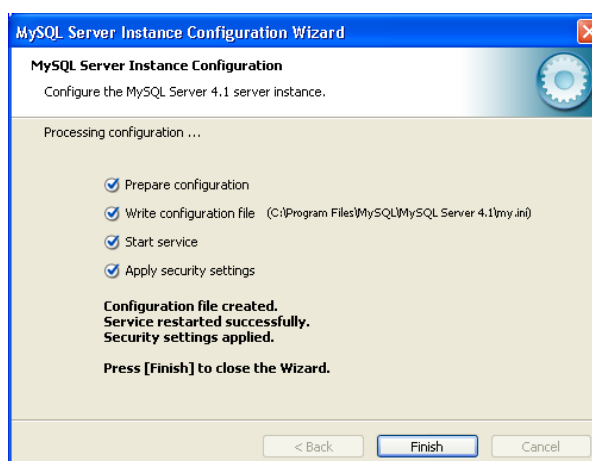 MySQL Server Instance Configuration Wizard
MySQL Server Instance Configuration
Configure the MySQL Server 4.1 server instance.
Processing configuration ...
Prepare configuration
Write configuration file (C:\Program Files\MySQL\MySQL Server 4.1\my.ini)
Start service
Apply security settings
Configuration file created.
Service restarted successfully.
Security settings applied.
Press [Finish] to close the Wizard.
< Back Finish Cancel